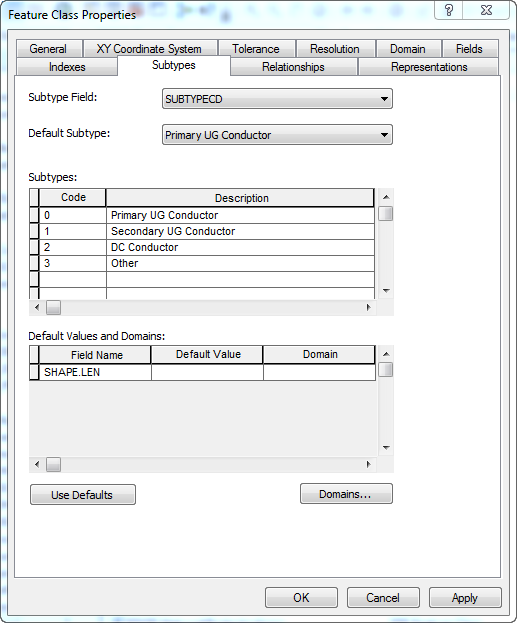 Feature Class Properties
General XY Coordinate System Tolerance Resolution Domain Fields
Indexes Subtypes Relationships Representations
Subtype Field: SUBTYPECD
Default Subtype: Primary UG Conductor
Subtypes:
Code Description
0 Primary UG Conductor
1 Secondary UG Conductor
2 DC Conductor
3 Other
Default Values and Domains:
Field Name Default Value Domain
SHAPE.LEN
Use Defaults Domains...
OK Cancel Apply